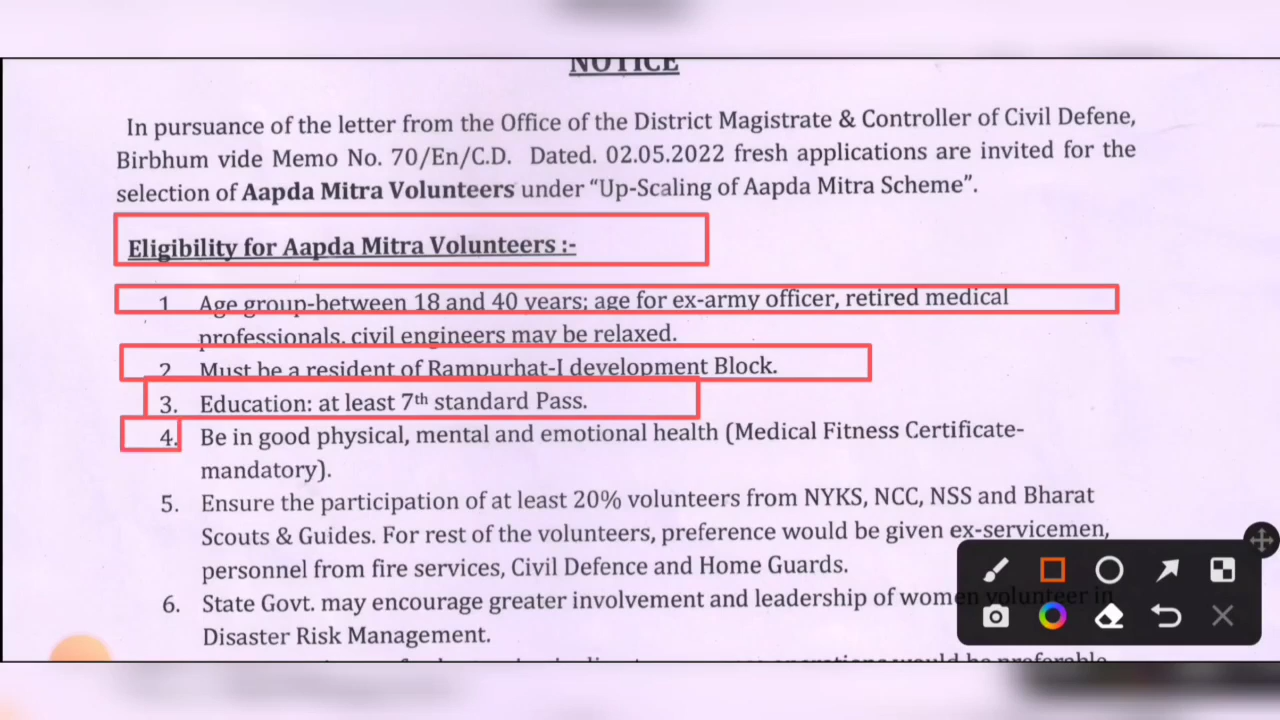 NOTICE
In pursuance of the letter from the Office of the District Magistrate & Controller of Civil Defene,
Birbhum vide Memo No. 70/En/C.D. Dated. 02.05.2022 fresh applications are invited for the
selection of Aapda Mitra Volunteers under “Up-Scaling of Aapda Mitra Scheme”.
Eligibility for Aapda Mitra Volunteers :-
1 Age group-between 18 and 40 years; age for ex-army officer, retired medical
professionals, civil engineers may be relaxed.
2. Must be a resident of Rampurhat-I development Block.
3. Education: at least 7th standard Pass.
4. Be in good physical, mental and emotional health (Medical Fitness Certificate-
mandatory).
5. Ensure the participation of at least 20% volunteers from NYKS, NCC, NSS and Bharat
Scouts & Guides. For rest of the volunteers, preference would be given ex-servicemen,
personnel from fire services, Civil Defence and Home Guards.
6. State Govt. may encourage greater involvement and leadership of women volunteer in
Disaster Risk Management.
would be preferable